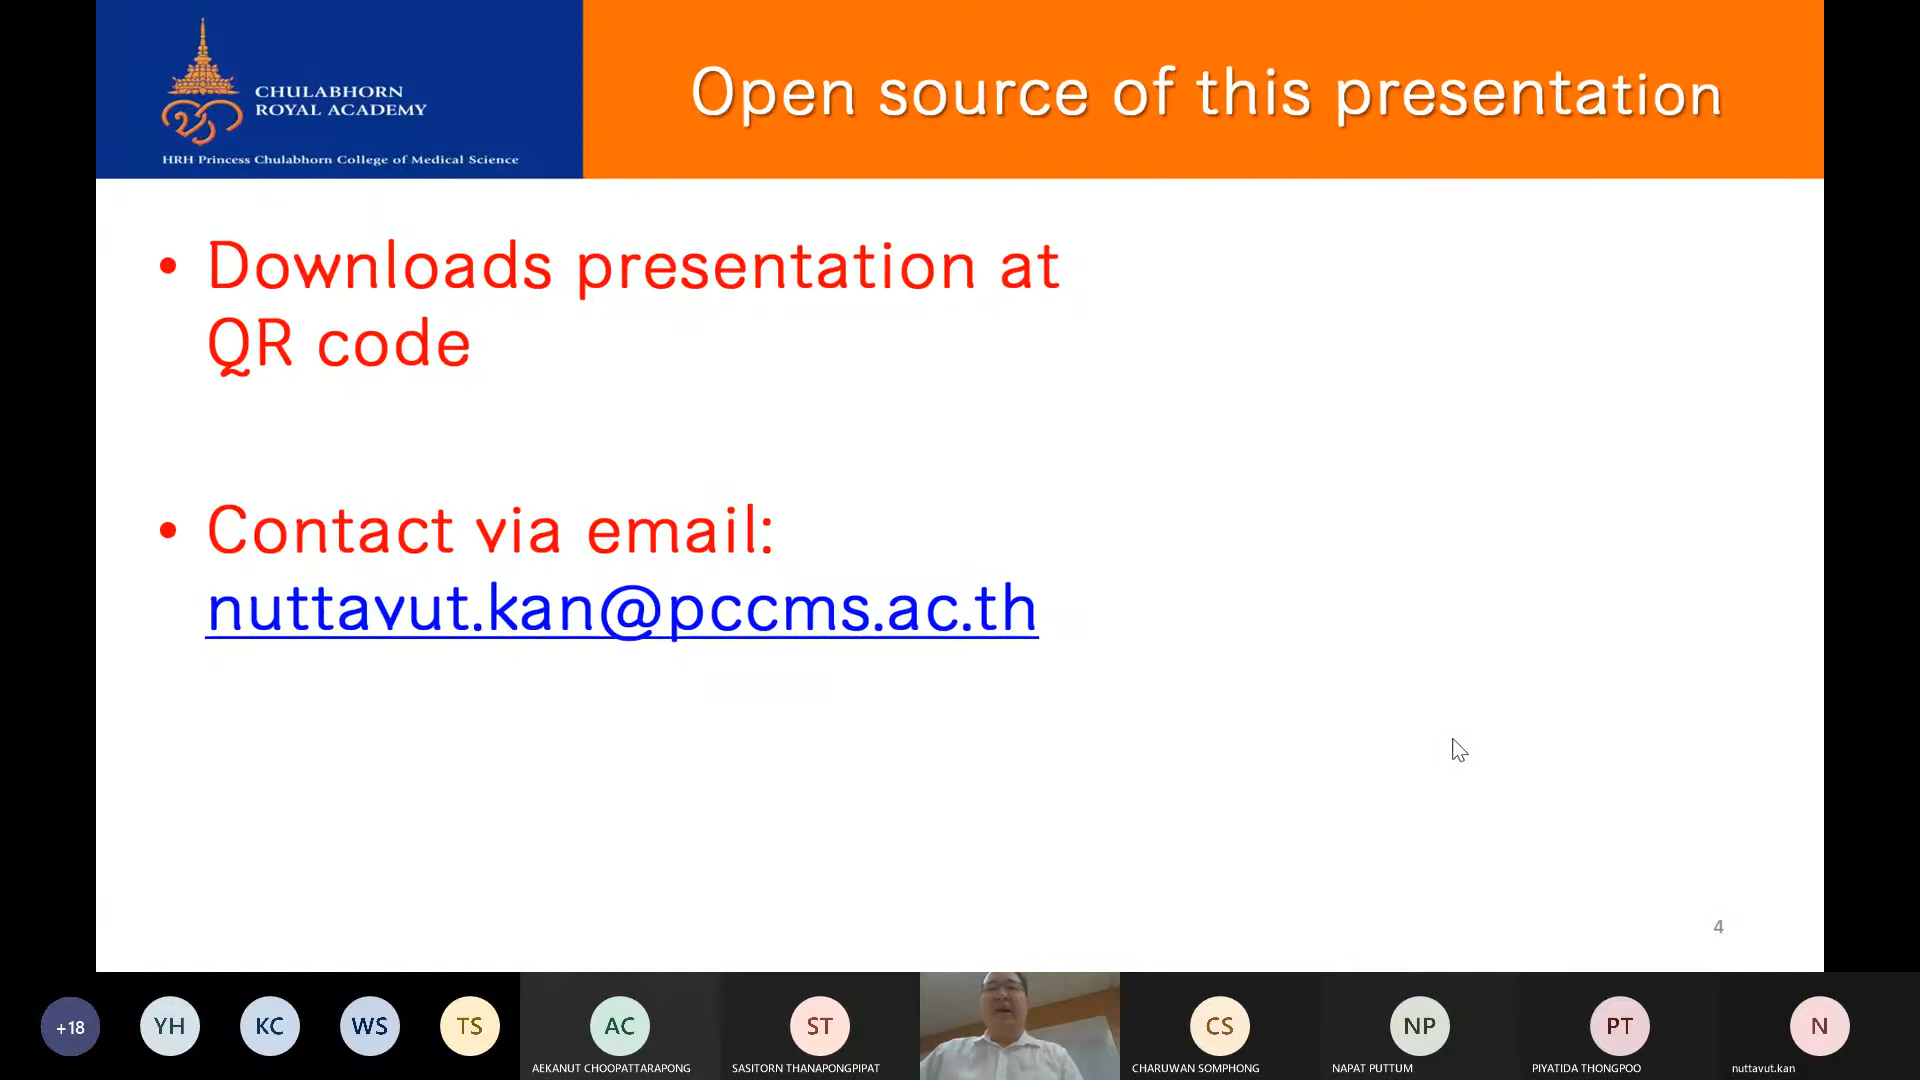 CHULABHORN
ROYAL ACADEMY
HRH Princess Chulabhorn College of Medical Science
Open source of this presentation
• Downloads presentation at
QR code
• Contact via email:
nuttavut.kan@pccms.ac.th
4
+18
YH
KC
WS
TS
AC
AEKANUT CHOOPATTARAPONG
ST
SASITORN THANAPONGPIPAT
CS
CHARUWAN SOMPHONG
NP
NAPAT PUTTUM
PT
PIYATIDA THONGPOO
N
nuttavut.kan